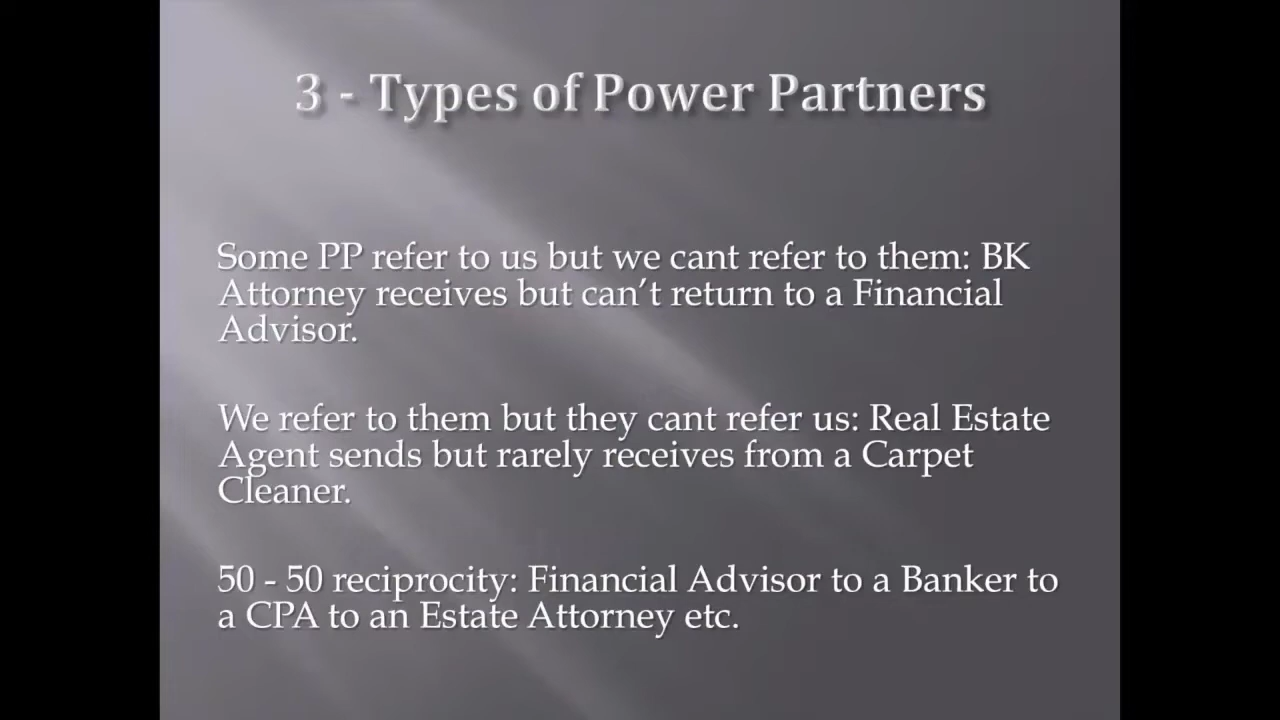 3 - Types of Power Partners
Some PP refer to us but we cant refer to them: BK
Attorney receives but can’t return to a Financial
Advisor.
We refer to them but they cant refer us: Real Estate
Agent sends but rarely receives from a Carpet
Cleaner.
50 - 50 reciprocity: Financial Advisor to a Banker to
a CPA to an Estate Attorney etc.